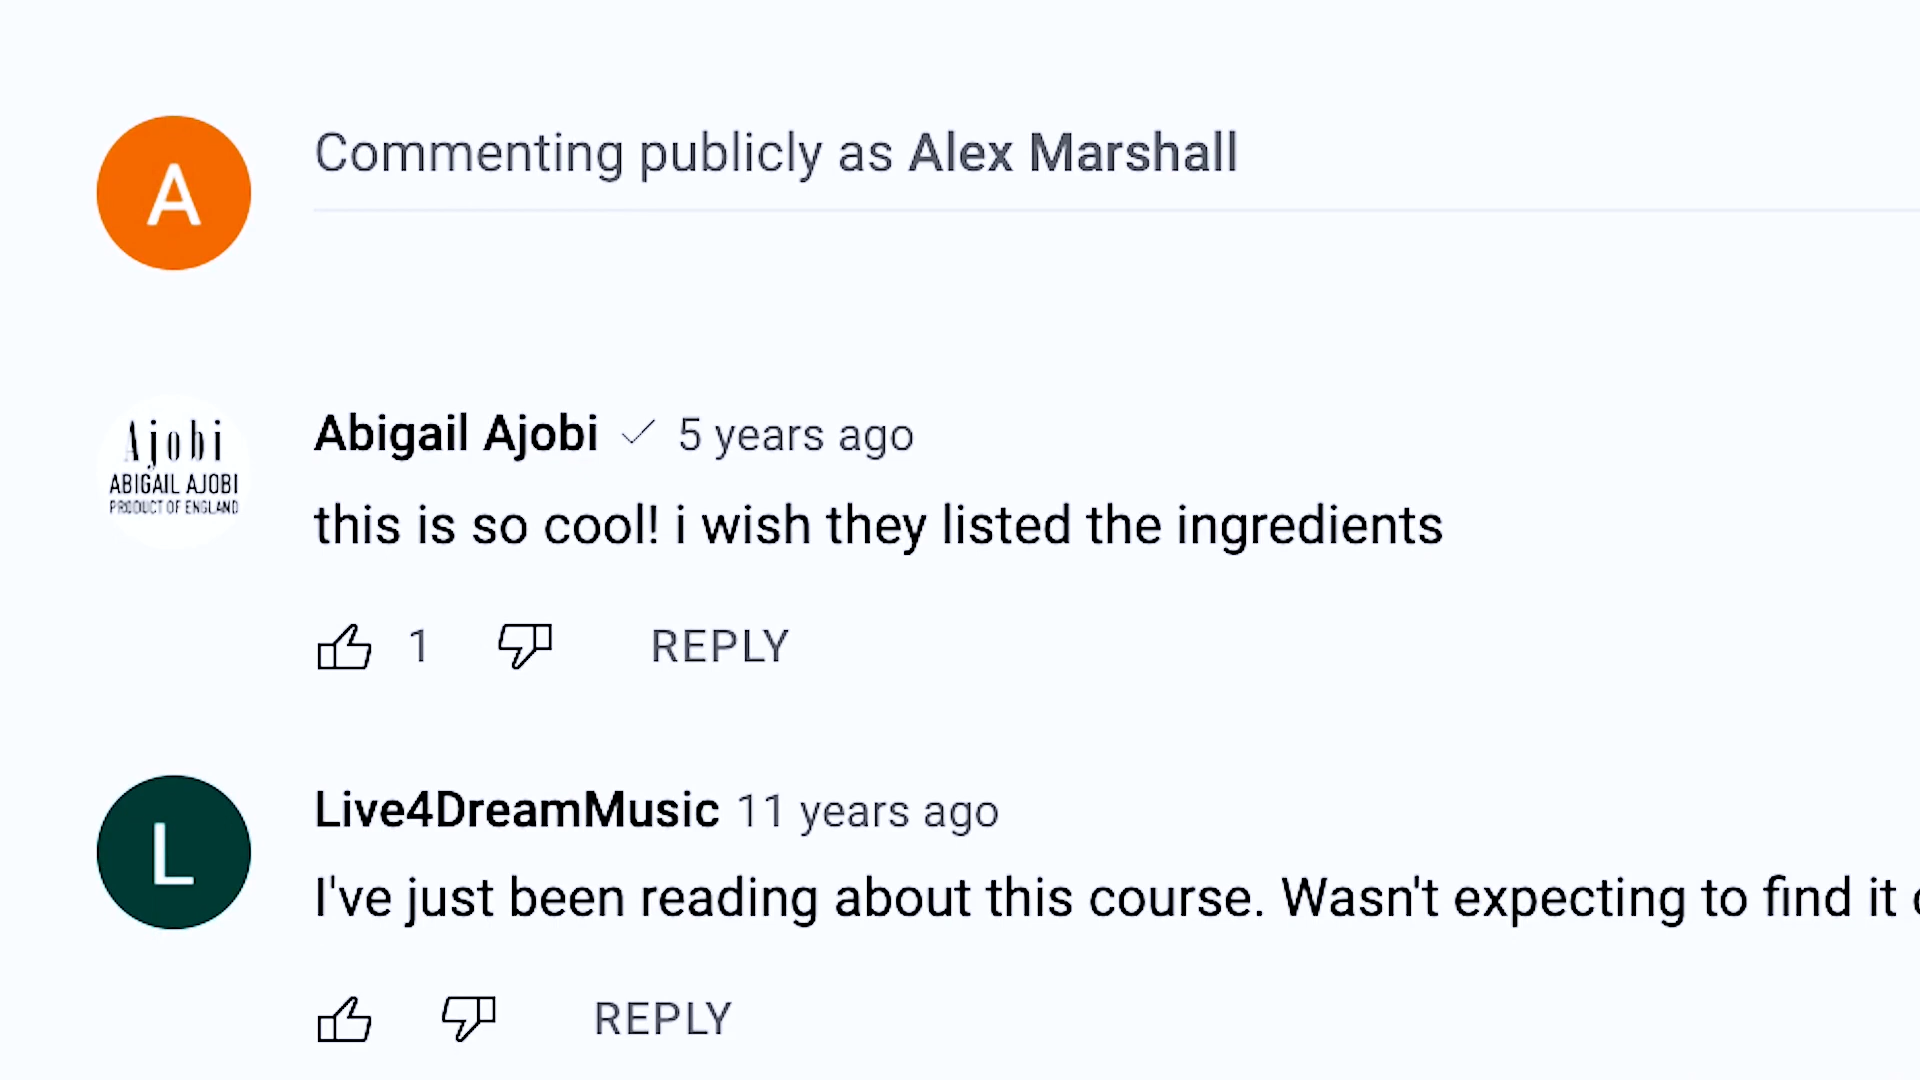 A
Commenting publicly as Alex Marshall
Ajobi
ABIGAIL AJOBI
PRODUCT OF ENGLAND
Abigail Ajobi 5 years ago
this is so cool! i wish they listed the ingredients
1 REPLY
L
Live4DreamMusic 11 years ago
I've just been reading about this course. Wasn't expecting to find it
REPLY